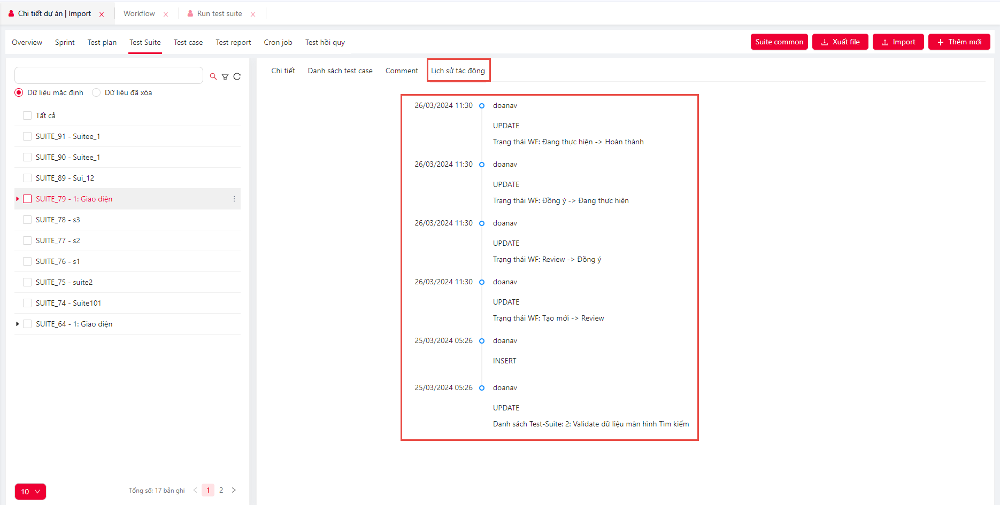 Chi tiết dự án | Import
Workflow
Run test suite
Overview
Sprint
Test plan
Test Suite
Test case
Test report
Cron job
Test hồi quy
Suite common
Xuất file
Import
Thêm mới
Dữ liệu mặc định
Dữ liệu đã xóa
Tất cả
SUITE_91 - Suitee_1
SUITE_90 - Suitee_1
SUITE_89 - Sui_12
SUITE_79 - 1: Giao diện
SUITE_78 - s3
SUITE_77 - s2
SUITE_76 - s1
SUITE_75 - suite2
SUITE_74 - Suite101
SUITE_64 - 1: Giao diện
10
Tổng số: 17 bản ghi
1
2
Chi tiết
Danh sách test case
Comment
Lịch sử tác động
26/03/2024 11:30
doanav
UPDATE
Trạng thái WF: Đang thực hiện -> Hoàn thành
26/03/2024 11:30
doanav
UPDATE
Trạng thái WF: Đồng ý -> Đang thực hiện
26/03/2024 11:30
doanav
UPDATE
Trạng thái WF: Review -> Đồng ý
26/03/2024 11:30
doanav
UPDATE
Trạng thái WF: Tạo mới -> Review
25/03/2024 05:26
doanav
INSERT
25/03/2024 05:26
doanav
UPDATE
Danh sách Test-Suite: 2: Validate dữ liệu màn hình Tìm kiếm